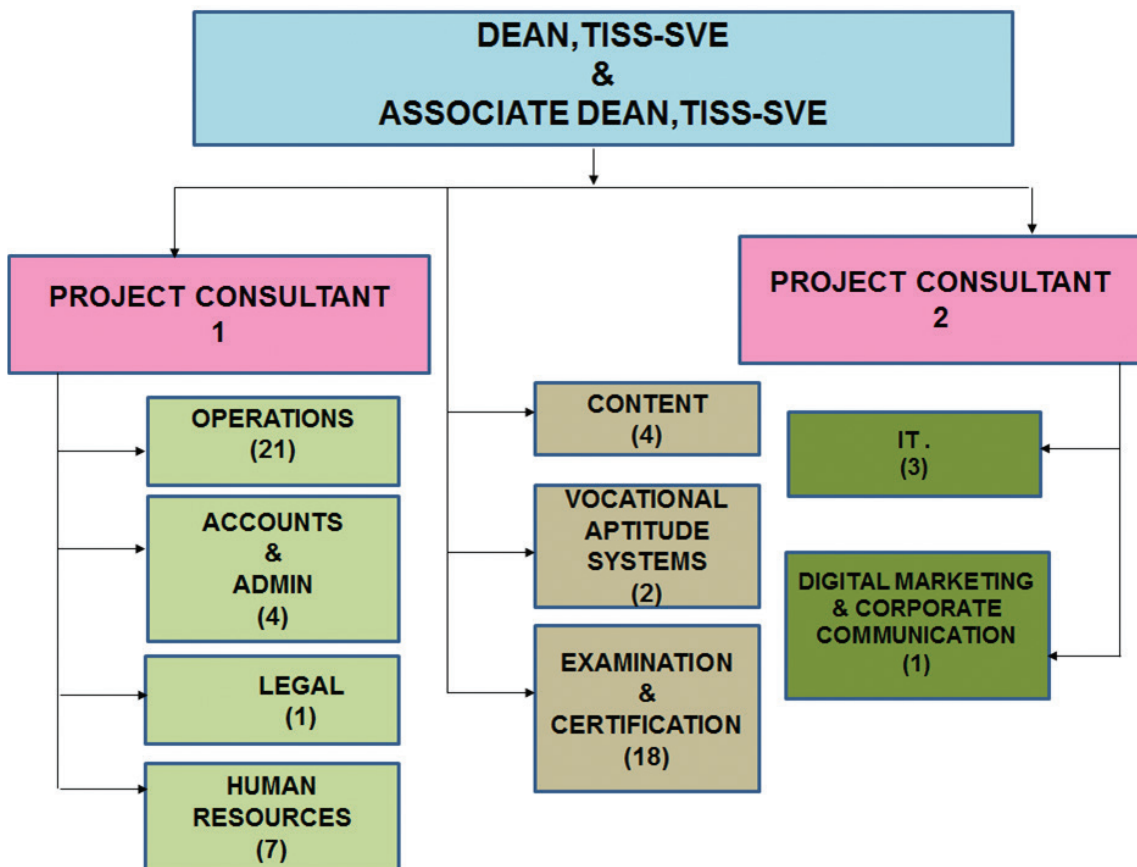 DEAN,TISS-SVE
&
ASSOCIATE DEAN,TISS-SVE
PROJECT CONSULTANT
1
PROJECT CONSULTANT
2
OPERATIONS
(21)
ACCOUNTS
&
ADMIN
(4)
LEGAL
(1)
HUMAN
RESOURCES
(7)
CONTENT
(4)
VOCATIONAL
APTITUDE
SYSTEMS
(2)
EXAMINATION
&
CERTIFICATION
(18)
IT .
(3)
DIGITAL MARKETING
& CORPORATE
COMMUNICATION
(1)